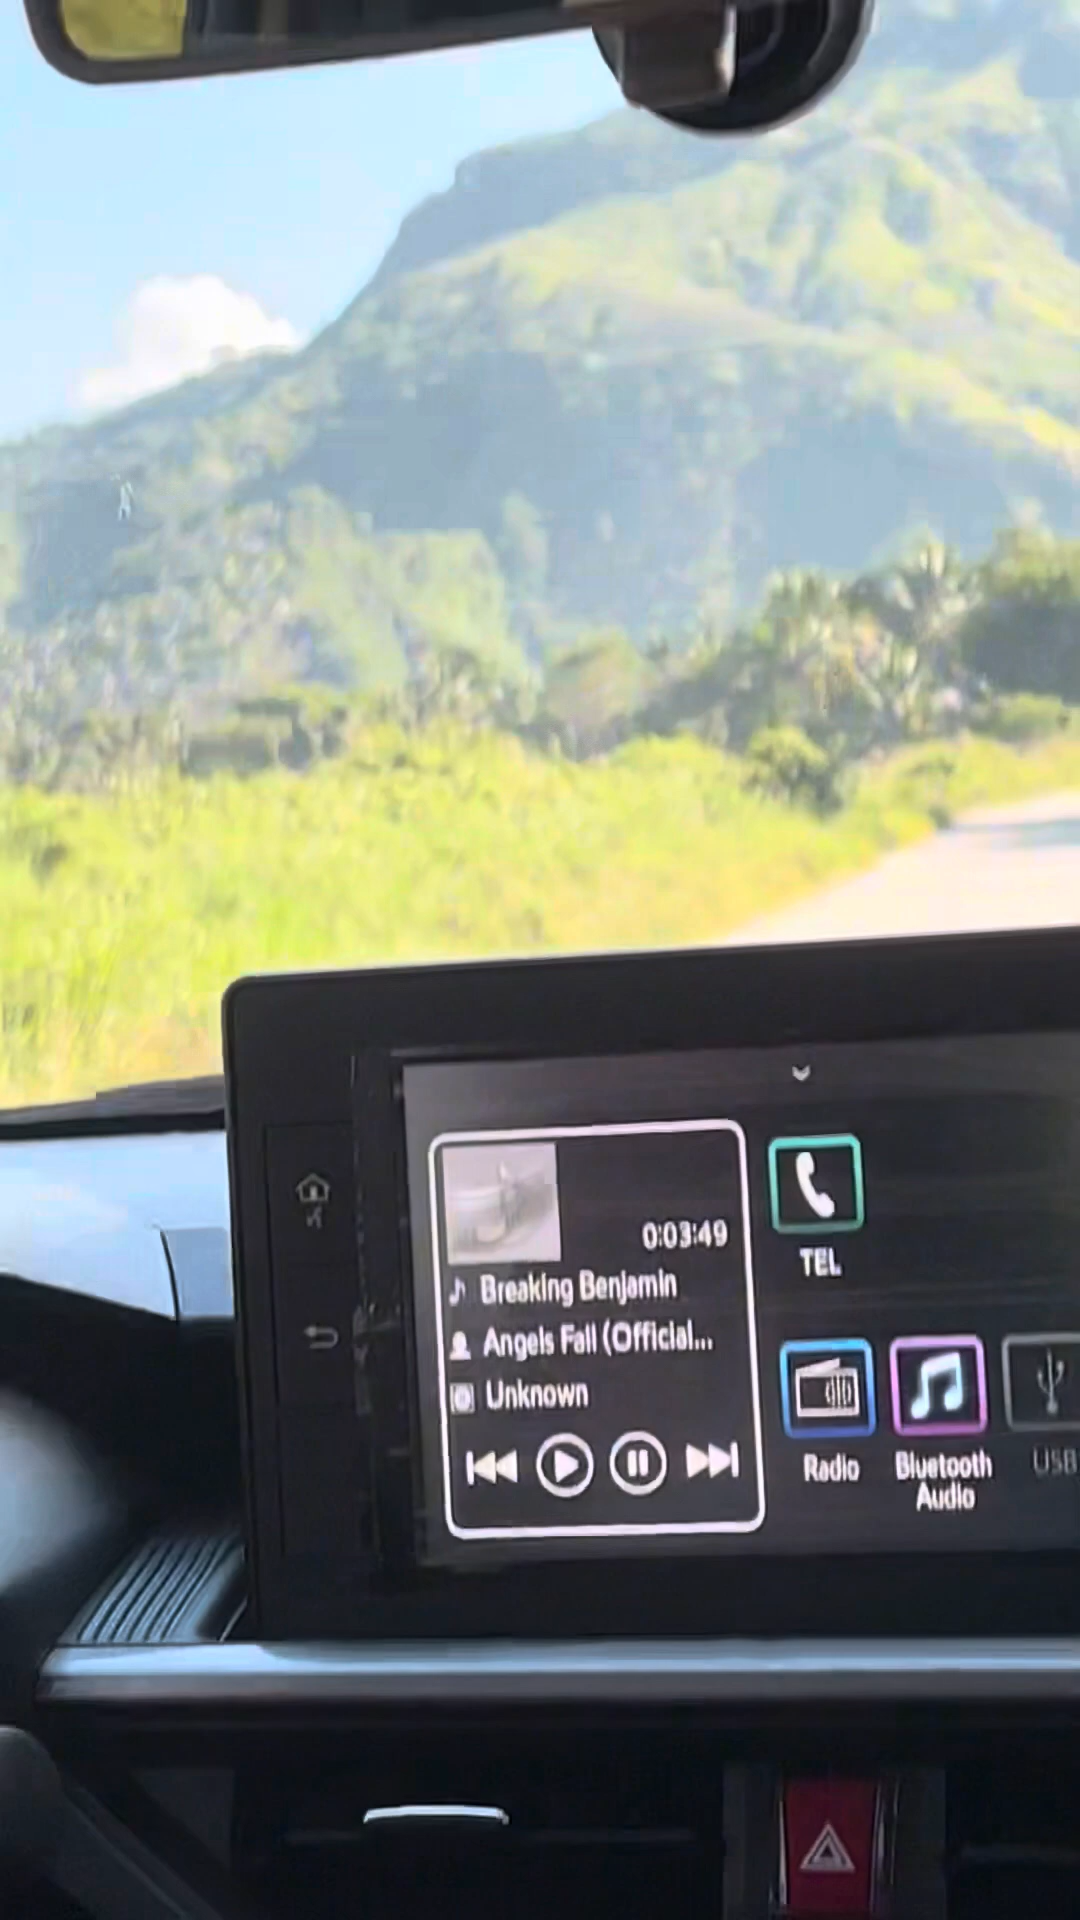 0:03:49
Breaking Benjamin
Angels Fall (Official...
Unknown
TEL
Radio
Bluetooth
Audio
USB